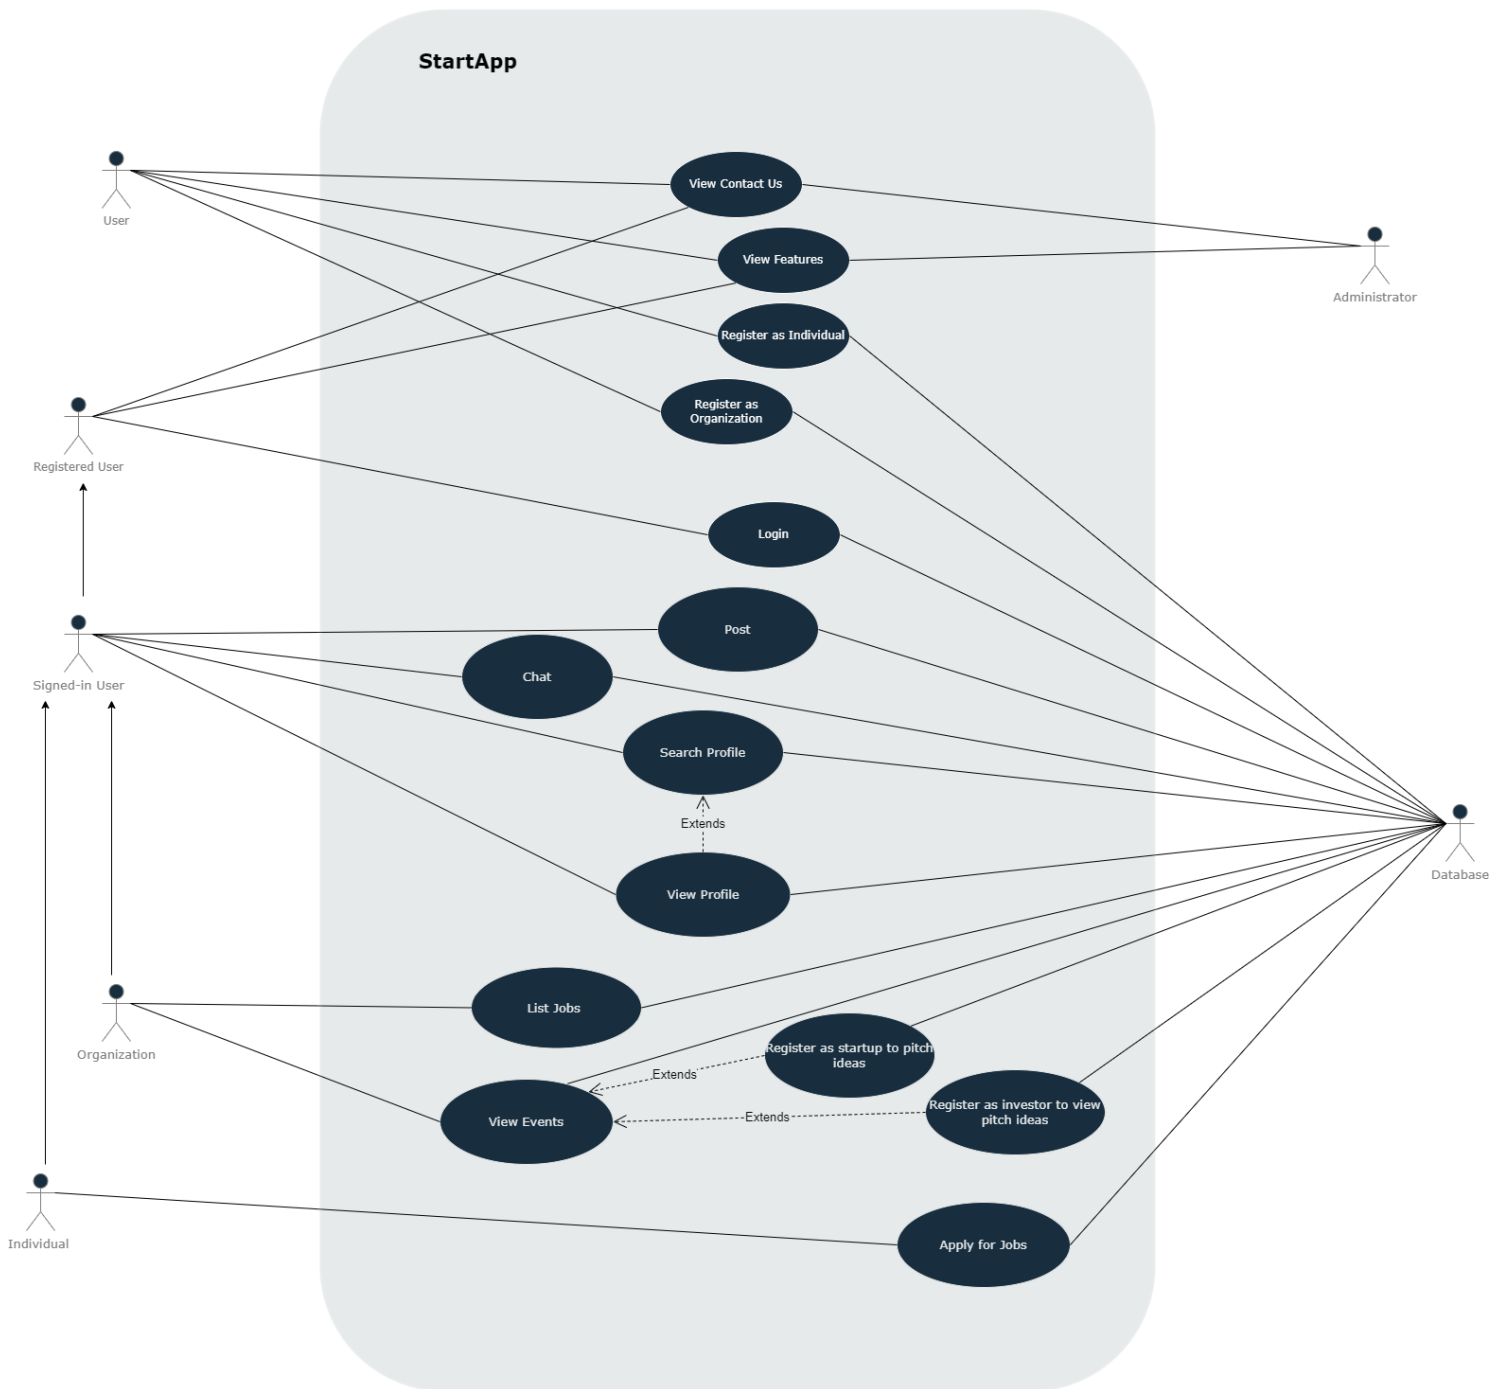 StartApp
User
View Contact Us
View Features
Administrator
Register as Individual
Register as
Organization
Registered User
Login
Post
Signed-in User
Chat
Search Profile
Extends
View Profile
Database
List Jobs
Organization
Register as startup to pitch
ideas
Extends
Register as investor to view
pitch ideas
Extends
View Events
Individual
Apply for Jobs